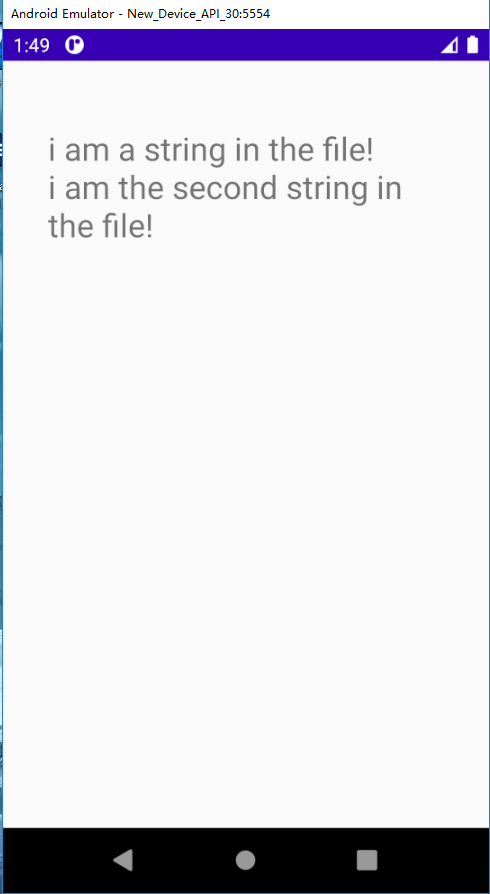 Android Emulator - New_Device_API_30:5554
1:49
i am a string in the file!
i am the second string in
the file!